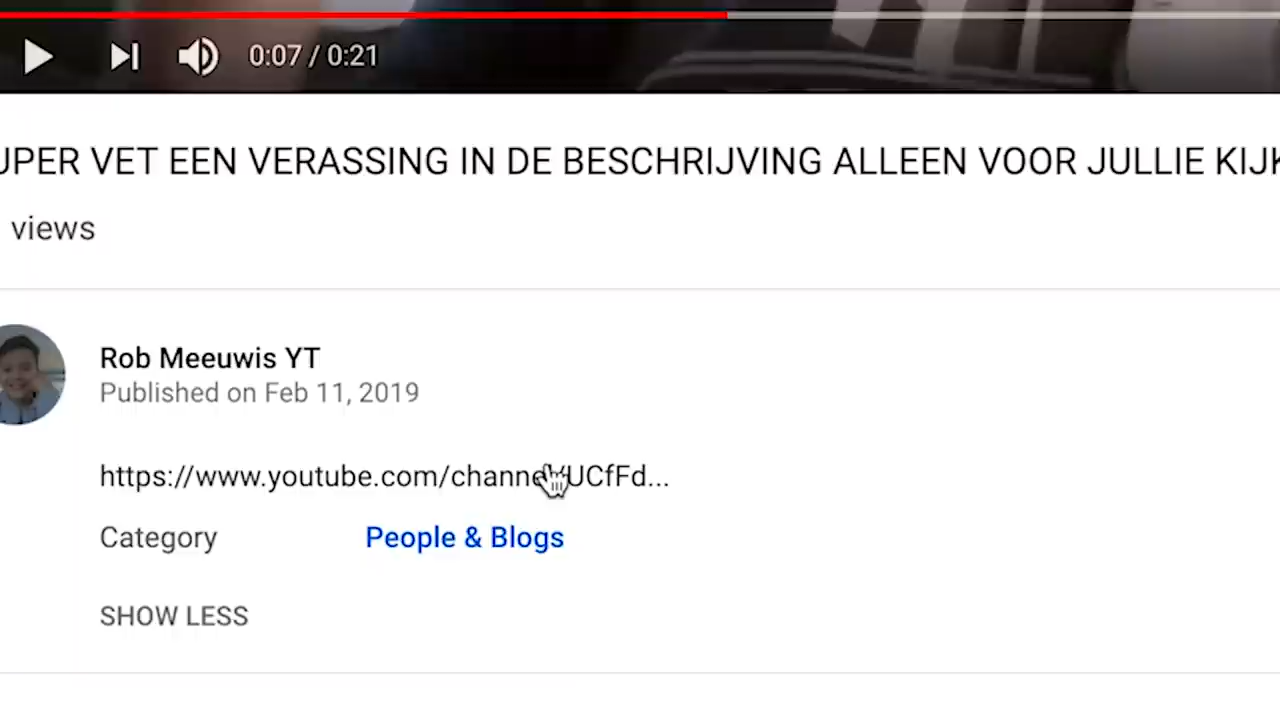 0:07 / 0:21
UPER VET EEN VERASSING IN DE BESCHRIJVING ALLEEN VOOR JULLIE KIJK
views
Rob Meeuwis YT
Published on Feb 11, 2019
https://www.youtube.com/channel/UCfFd...
Category People & Blogs
SHOW LESS